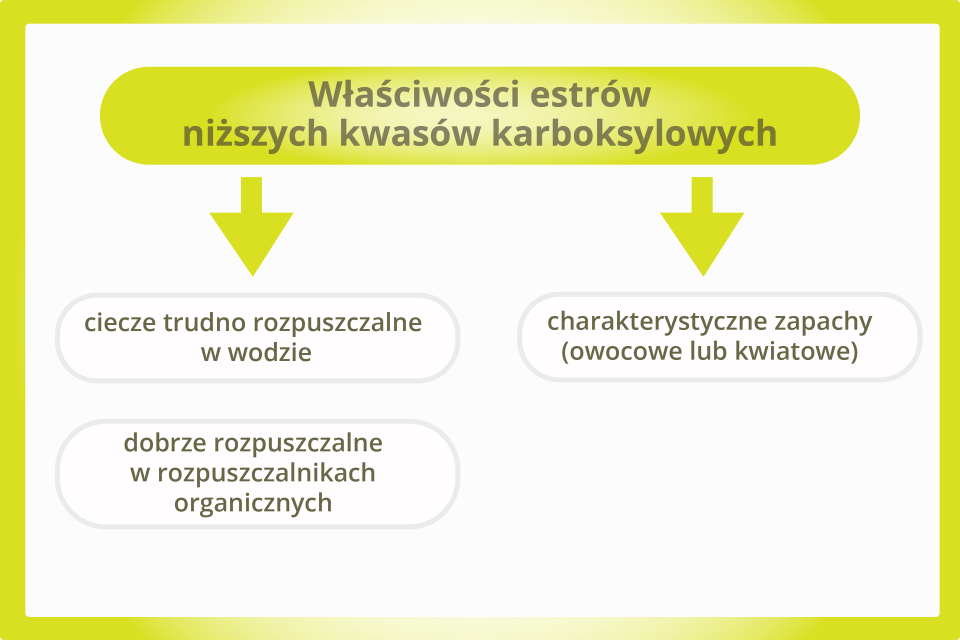 Właściwości estrów
niższych kwasów karboksylowych
ciecze trudno rozpuszczalne
w wodzie
charakterystyczne zapachy
(owocowe lub kwiatowe)
dobrze rozpuszczalne
w rozpuszczalnikach
organicznych